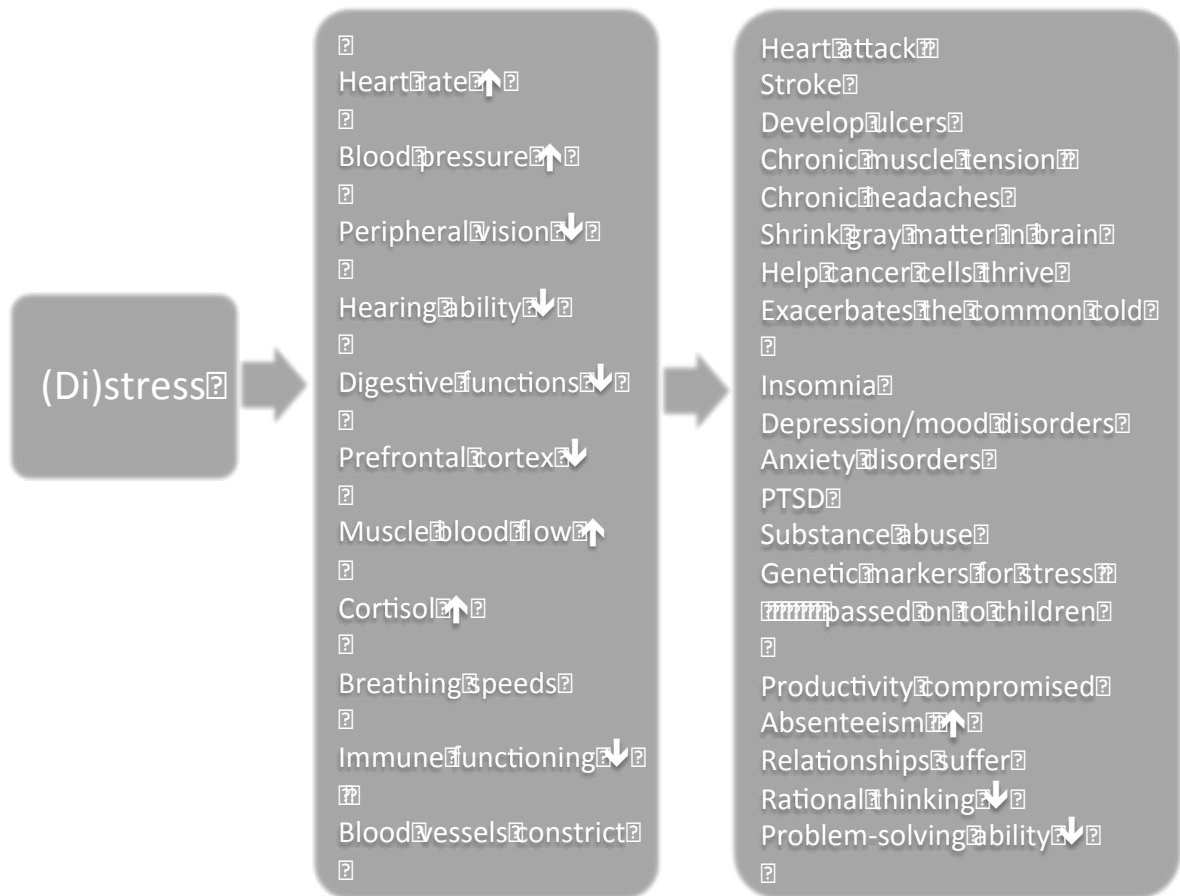 (Di)stress
Heart rate ↑
Blood pressure ↑
Peripheral vision ↓
Hearing ability ↓
Digestive functions ↓
Prefrontal cortex ↓
Muscle blood flow ↑
Cortisol ↑
Breathing speeds
Immune functioning ↓
Blood vessels constrict
Heart attack
Stroke
Develop ulcers
Chronic muscle tension
Chronic headaches
Shrink gray matter in brain
Help cancer cells thrive
Exacerbates the common cold
Insomnia
Depression/mood disorders
Anxiety disorders
PTSD
Substance abuse
Genetic markers for stress
passed on to children
Productivity compromised
Absenteeism ↑
Relationships suffer
Rational thinking ↓
Problem-solving ability ↓